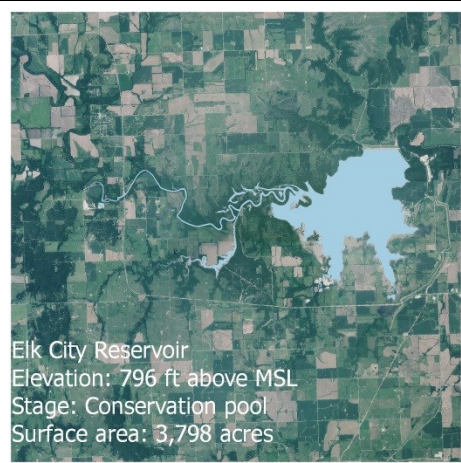 Elk City Reservoir
Elevation: 796 ft above MSL
Stage: Conservation pool
Surface area: 3,798 acres